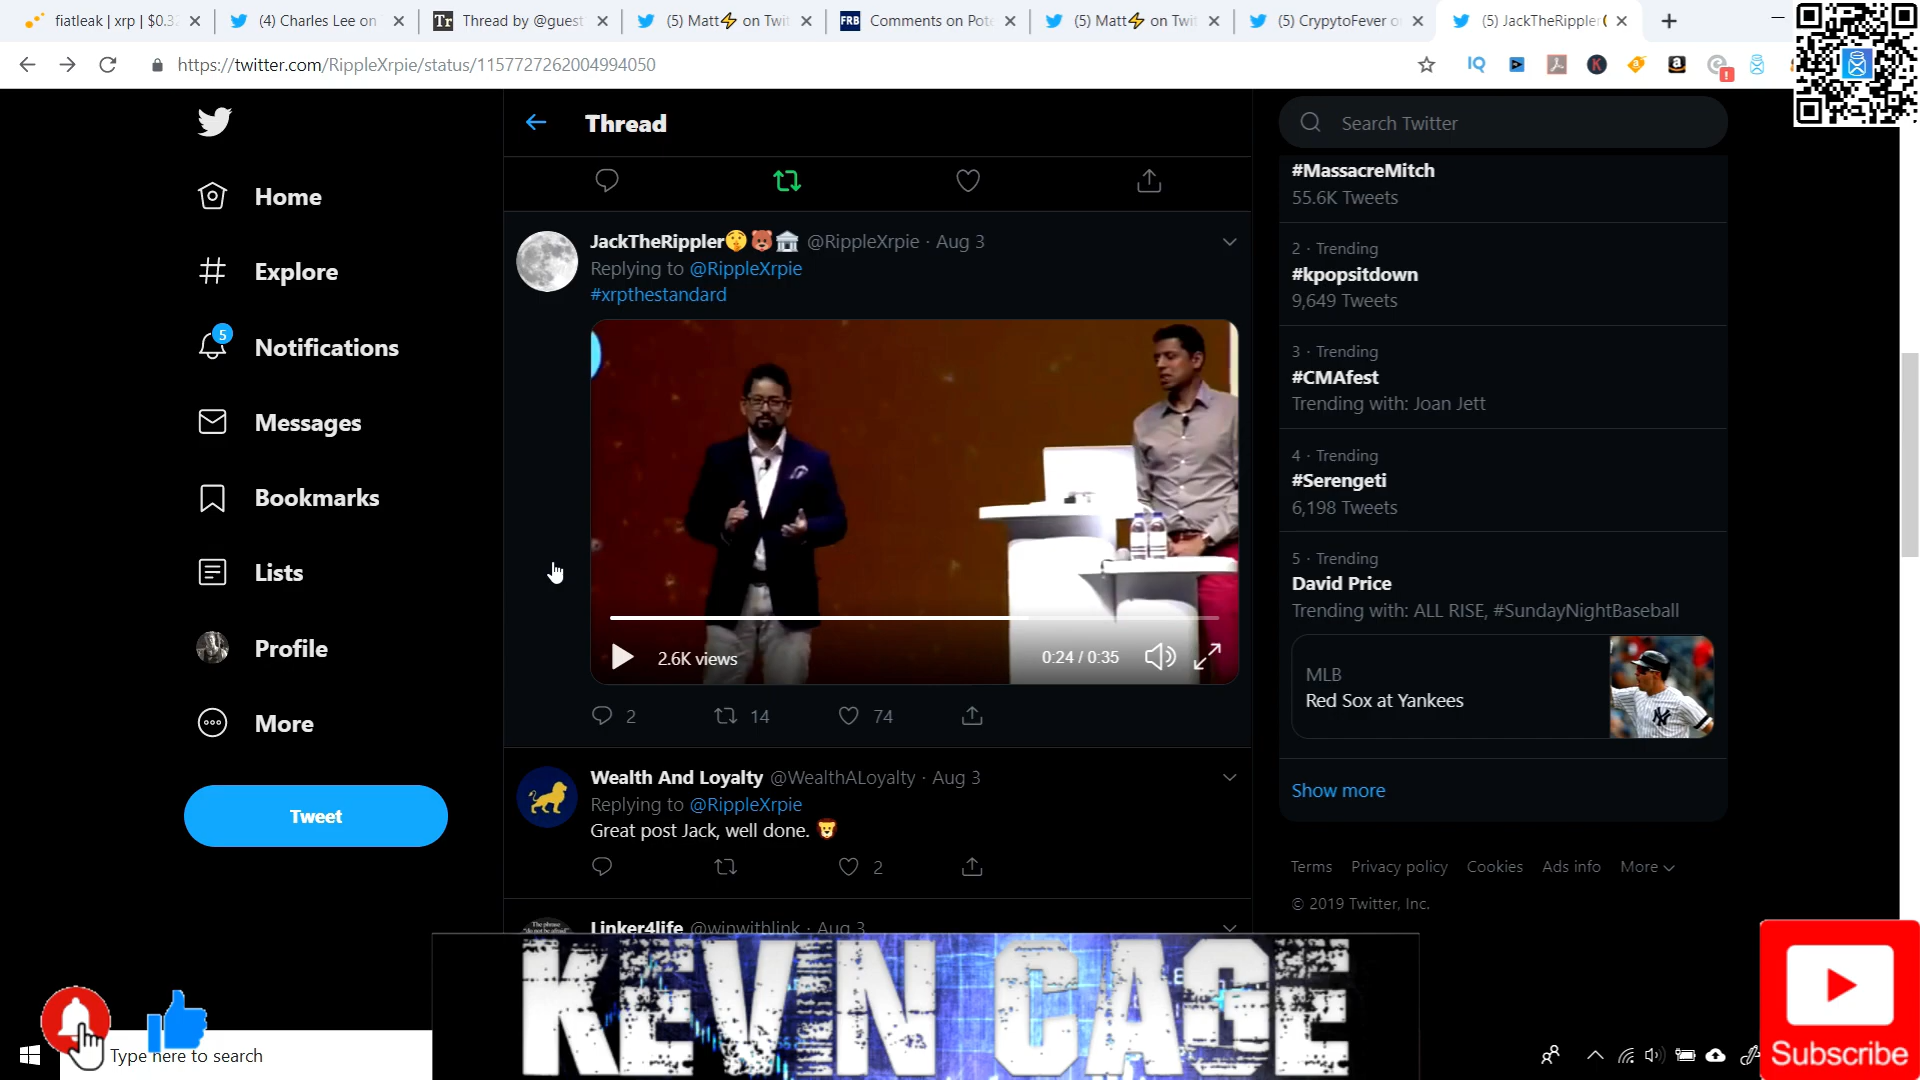 fiatleak | xrp | $0.3
(4) Charles Lee on
Thread by @guest
(5) Matt⚡ on Twit
FRB Comments on Pote
(5) Matt⚡ on Twit
(5) CrypytoFever o
(5) JackTheRippler
https://twitter.com/RippleXrpie/status/1157727262004994050
Thread
Search Twitter
Home
Explore
5
Notifications
Messages
Bookmarks
Lists
Profile
More
Tweet
JackTheRippler🤫🐻🏛 @RippleXrpie · Aug 3
Replying to @RippleXrpie
#xrpthestandard
2.6K views
0:24 / 0:35
2 14 74
Wealth And Loyalty @WealthALoyalty · Aug 3
Replying to @RippleXrpie
Great post Jack, well done. 🦁
2
Linker4life @winwithlink · Aug 3
#MassacreMitch
55.6K Tweets
2 · Trending
#kpopsitdown
9,649 Tweets
3 · Trending
#CMAfest
Trending with: Joan Jett
4 · Trending
#Serengeti
6,198 Tweets
5 · Trending
David Price
Trending with: ALL RISE, #SundayNightBaseball
MLB
Red Sox at Yankees
Show more
Terms Privacy policy Cookies Ads info More
© 2019 Twitter, Inc.
KEVIN CAGE
Type here to search
Subscribe